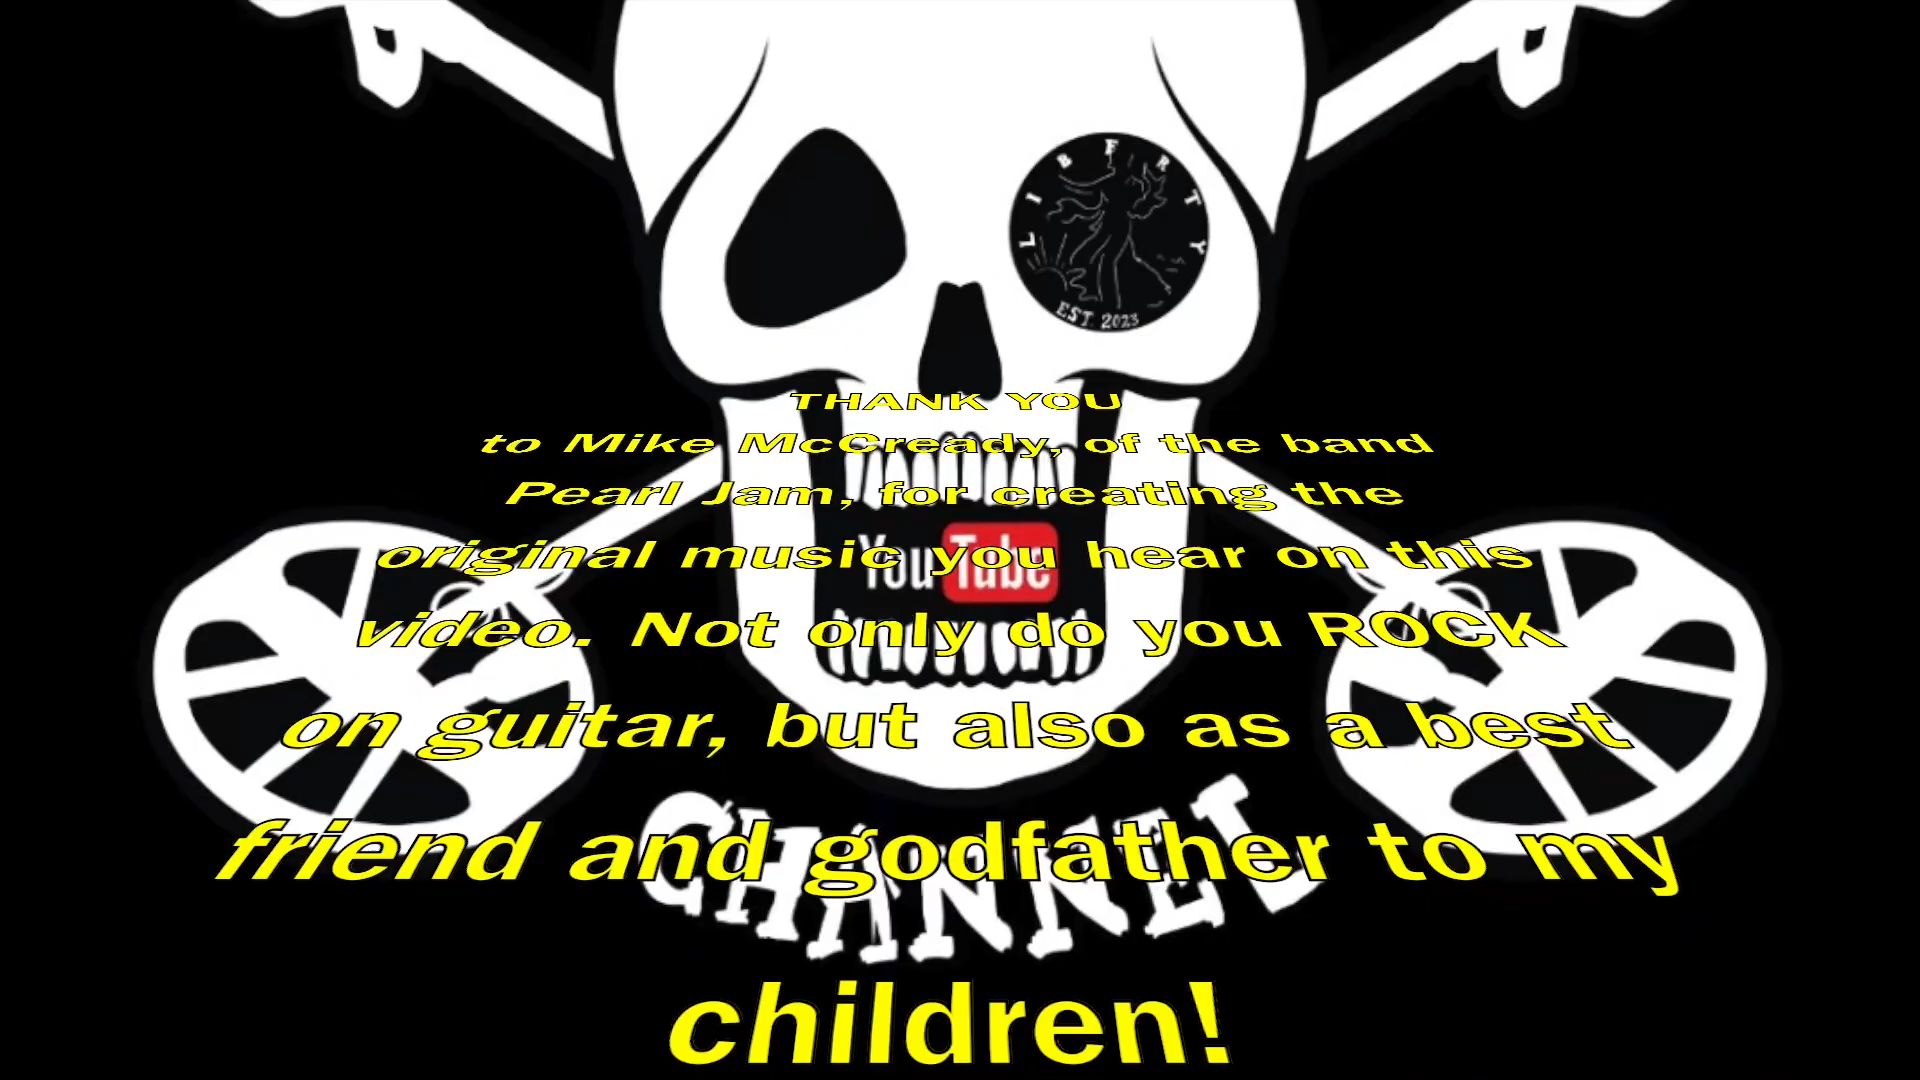 LIBERTY
EST. 2023
THANK YOU
to Mike McCready, of the band
Pearl Jam, for creating the
original music you hear on this
YouTube
video. Not only do you ROCK
on guitar, but also as a best
friend and godfather to my
CHANNEL
children!